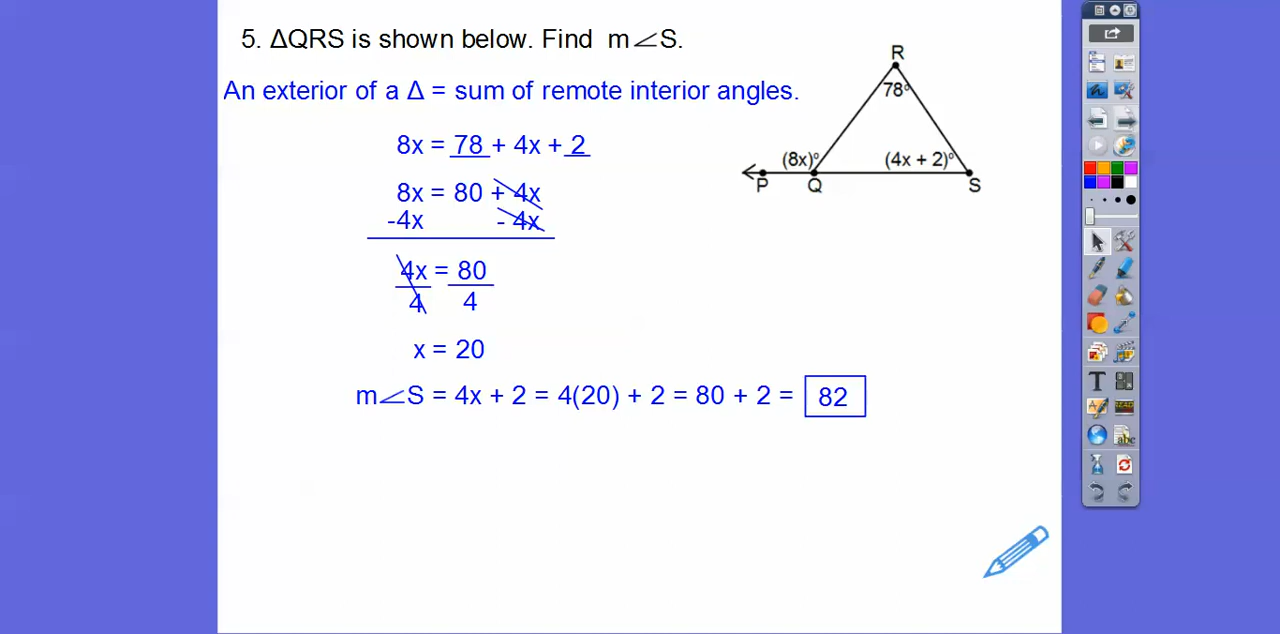 5. ΔQRS is shown below. Find m∠S.
An exterior of a Δ = sum of remote interior angles.
8x = 78 + 4x + 2
8x = 80 + 4x
-4x - 4x
4x = 80
4 4
x = 20
m∠S = 4x + 2 = 4(20) + 2 = 80 + 2 = 82
R
78°
(8x)° (4x + 2)°
P Q S
T
abc